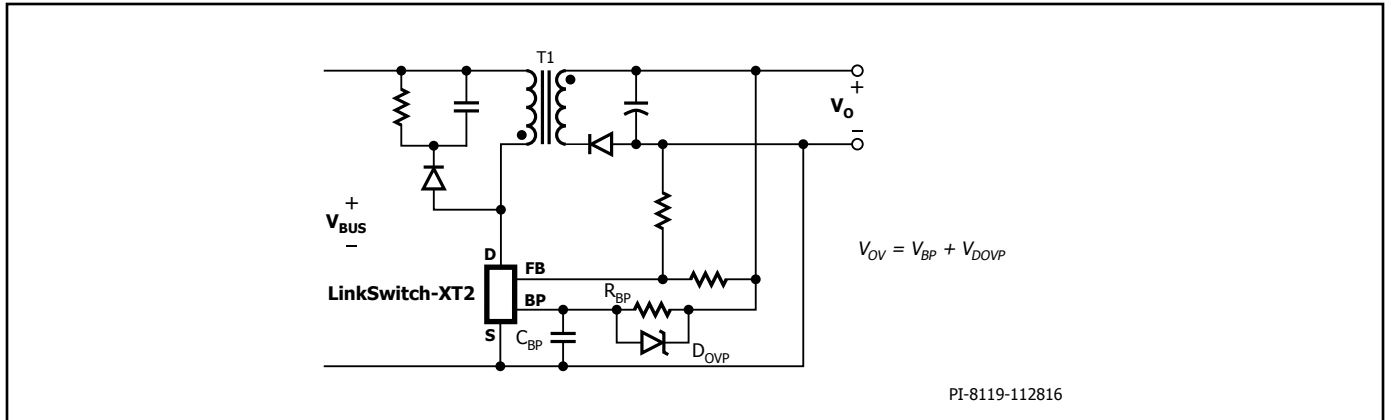 T1
+
V_O
–
+
V_BUS
–
D
FB
V_OV = V_BP + V_DOVP
LinkSwitch-XT2
R_BP
BP
S
C_BP
D_OVP
PI-8119-112816